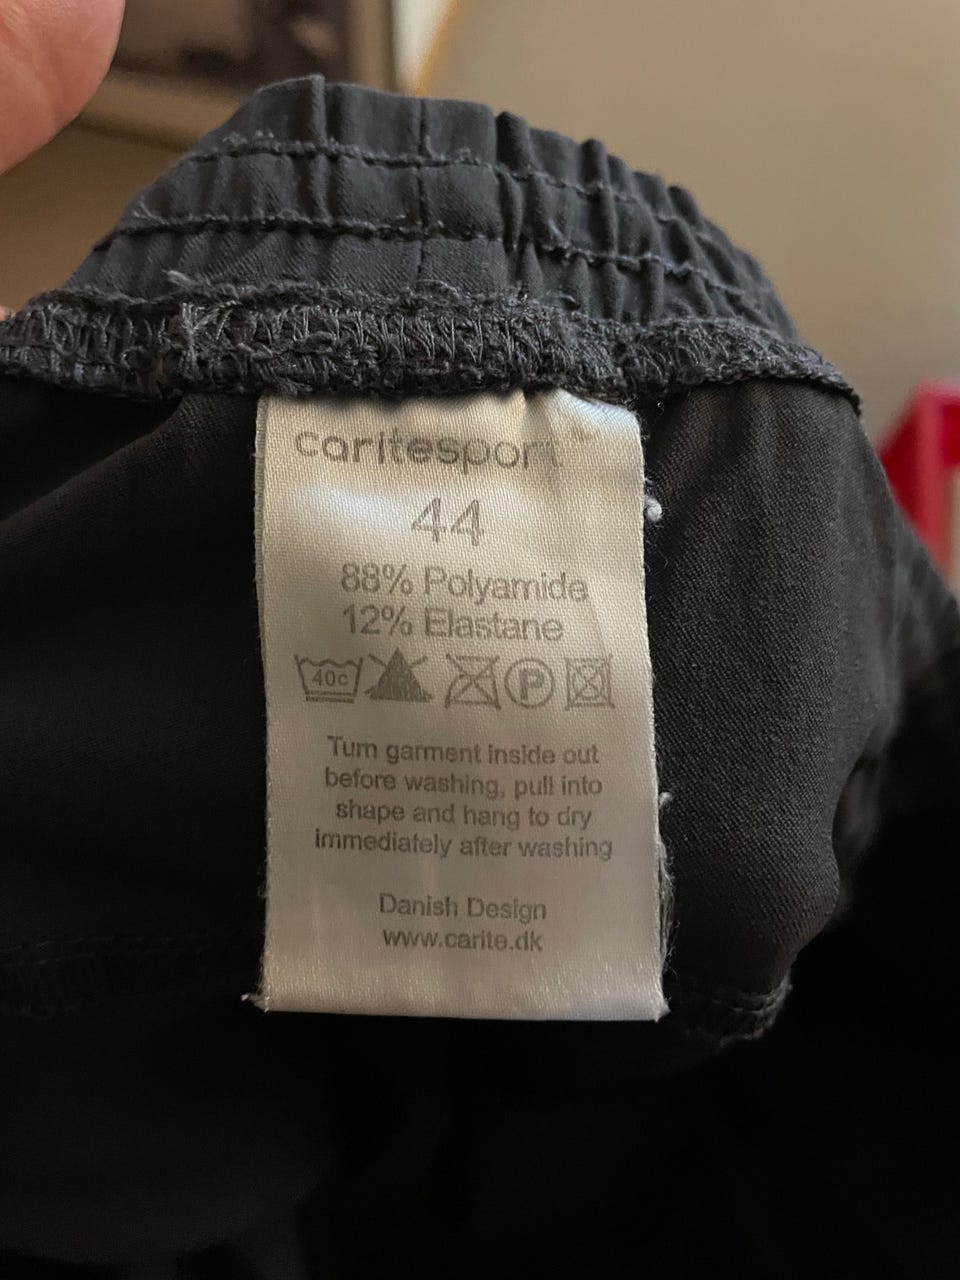 caritesport
44
88% Polyamide
12% Elastane
40c P
Turn garment inside out
before washing, pull into
shape and hang to dry
immediately after washing
Danish Design
www.carite.dk